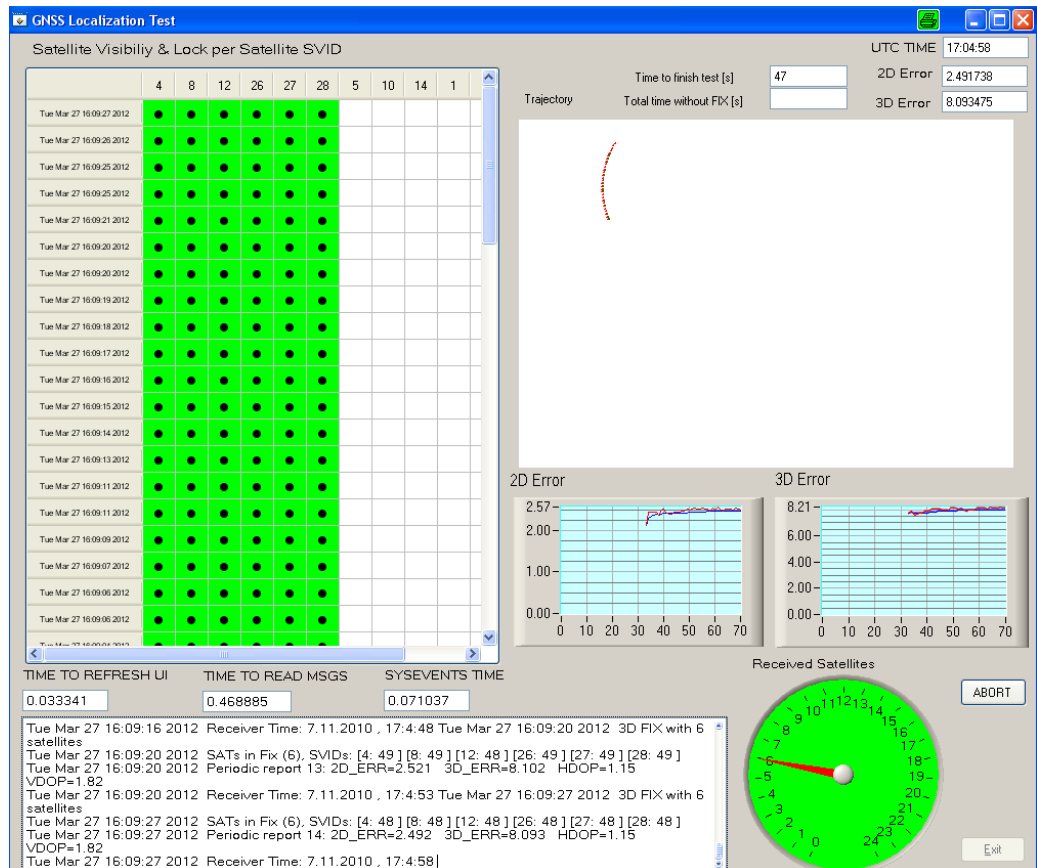 GNSS Localization Test
Satellite Visibiliy & Lock per Satellite SVID
UTC TIME 17:04:58
Time to finish test [s] 47
2D Error 2.491738
Trajectory
Total time without FIX [s]
3D Error 8.093475
4 8 12 26 27 28 5 10 14 1
Tue Mar 27 16:09:27 2012
Tue Mar 27 16:09:26 2012
Tue Mar 27 16:09:25 2012
Tue Mar 27 16:09:25 2012
Tue Mar 27 16:09:21 2012
Tue Mar 27 16:09:20 2012
Tue Mar 27 16:09:20 2012
Tue Mar 27 16:09:19 2012
Tue Mar 27 16:09:18 2012
Tue Mar 27 16:09:17 2012
Tue Mar 27 16:09:16 2012
Tue Mar 27 16:09:15 2012
Tue Mar 27 16:09:14 2012
Tue Mar 27 16:09:13 2012
Tue Mar 27 16:09:11 2012
Tue Mar 27 16:09:11 2012
Tue Mar 27 16:09:09 2012
Tue Mar 27 16:09:07 2012
Tue Mar 27 16:09:06 2012
Tue Mar 27 16:09:06 2012
Tue Mar 27 16:09:04 2012
2D Error
2.57
2.00
1.00
0.00
0 10 20 30 40 50 60 70
3D Error
8.21
6.00
4.00
2.00
0.00
0 10 20 30 40 50 60 70
TIME TO REFRESH UI
0.033341
TIME TO READ MSGS
0.468885
SYSEVENTS TIME
0.071037
Received Satellites
0 1 2 3 4 5 6 7 8 9 10 11 12 13 14 15 16 17 18 19 20 21 22 23 24
ABORT
Exit
Tue Mar 27 16:09:16 2012 Receiver Time: 7.11.2010 , 17:4:48 Tue Mar 27 16:09:20 2012 3D FIX with 6
satellites
Tue Mar 27 16:09:20 2012 SATs in Fix (6), SVIDs: [4: 49 ] [8: 49 ] [12: 48 ] [26: 49 ] [27: 49 ] [28: 49 ]
Tue Mar 27 16:09:20 2012 Periodic report 13: 2D_ERR=2.521 3D_ERR=8.102 HDOP=1.15
VDOP=1.82
Tue Mar 27 16:09:20 2012 Receiver Time: 7.11.2010 , 17:4:53 Tue Mar 27 16:09:27 2012 3D FIX with 6
satellites
Tue Mar 27 16:09:27 2012 SATs in Fix (6), SVIDs: [4: 48 ] [8: 48 ] [12: 48 ] [26: 48 ] [27: 48 ] [28: 48 ]
Tue Mar 27 16:09:27 2012 Periodic report 14: 2D_ERR=2.492 3D_ERR=8.093 HDOP=1.15
VDOP=1.82
Tue Mar 27 16:09:27 2012 Receiver Time: 7.11.2010 , 17:4:58